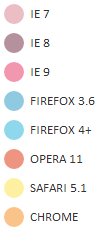 IE 7
IE 8
IE 9
FIREFOX 3.6
FIREFOX 4+
OPERA 11
SAFARI 5.1
CHROME